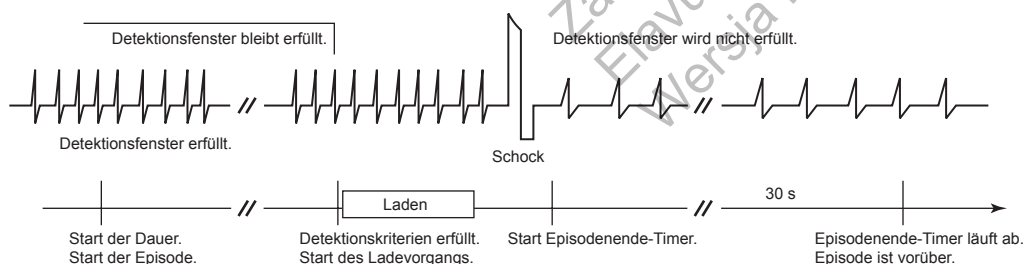 Detektionsfenster bleibt erfüllt.
Detektionsfenster wird nicht erfüllt.
Detektionsfenster erfüllt.
Schock
Laden
30 s
Start der Dauer.
Start der Episode.
Detektionskriterien erfüllt.
Start des Ladevorgangs.
Start Episodenende-Timer.
Episodenende-Timer läuft ab.
Episode ist vorüber.
Wersja